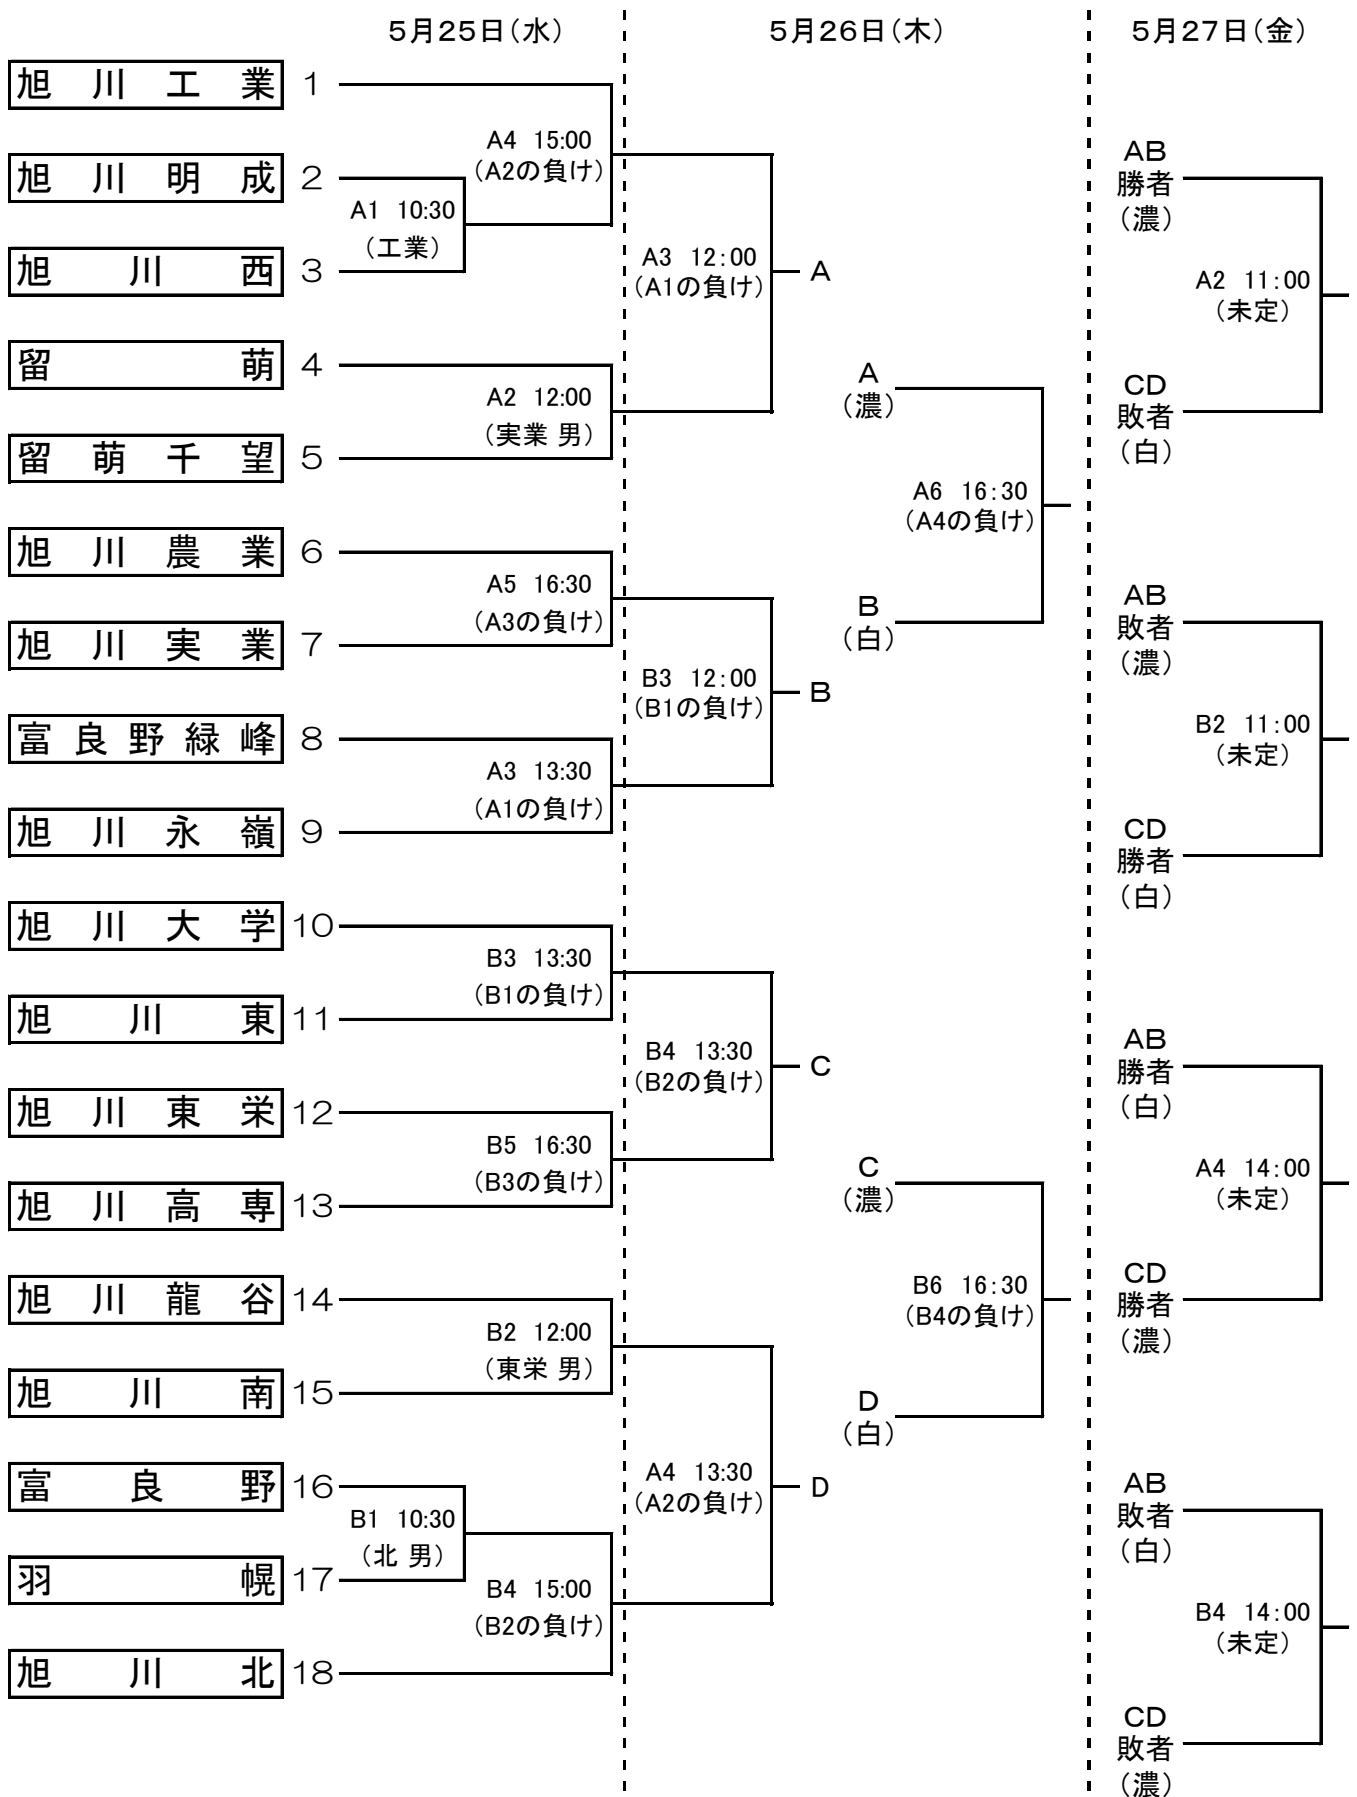 5月25日(水)
5月26日(木)
5月27日(金)
旭川工業 1
旭川明成 2
旭川西 3
留萌 4
留萌千望 5
旭川農業 6
旭川実業 7
富良野緑峰 8
旭川永嶺 9
旭川大学 10
旭川東 11
旭川東栄 12
旭川高専 13
旭川龍谷 14
旭川南 15
富良野 16
羽幌 17
旭川北 18
A1 10:30
(工業)
A4 15:00
(A2の負け)
A2 12:00
(実業 男)
A5 16:30
(A3の負け)
A3 13:30
(A1の負け)
B3 13:30
(B1の負け)
B5 16:30
(B3の負け)
B2 12:00
(東栄 男)
B1 10:30
(北 男)
B4 15:00
(B2の負け)
A3 12:00
(A1の負け)
A
B3 12:00
(B1の負け)
B
B4 13:30
(B2の負け)
C
A4 13:30
(A2の負け)
D
A
(濃)
A6 16:30
(A4の負け)
B
(白)
C
(濃)
B6 16:30
(B4の負け)
D
(白)
AB
勝者
(濃)
A2 11:00
(未定)
CD
敗者
(白)
AB
敗者
(濃)
B2 11:00
(未定)
CD
勝者
(白)
AB
勝者
(白)
A4 14:00
(未定)
CD
勝者
(濃)
AB
敗者
(白)
B4 14:00
(未定)
CD
敗者
(濃)